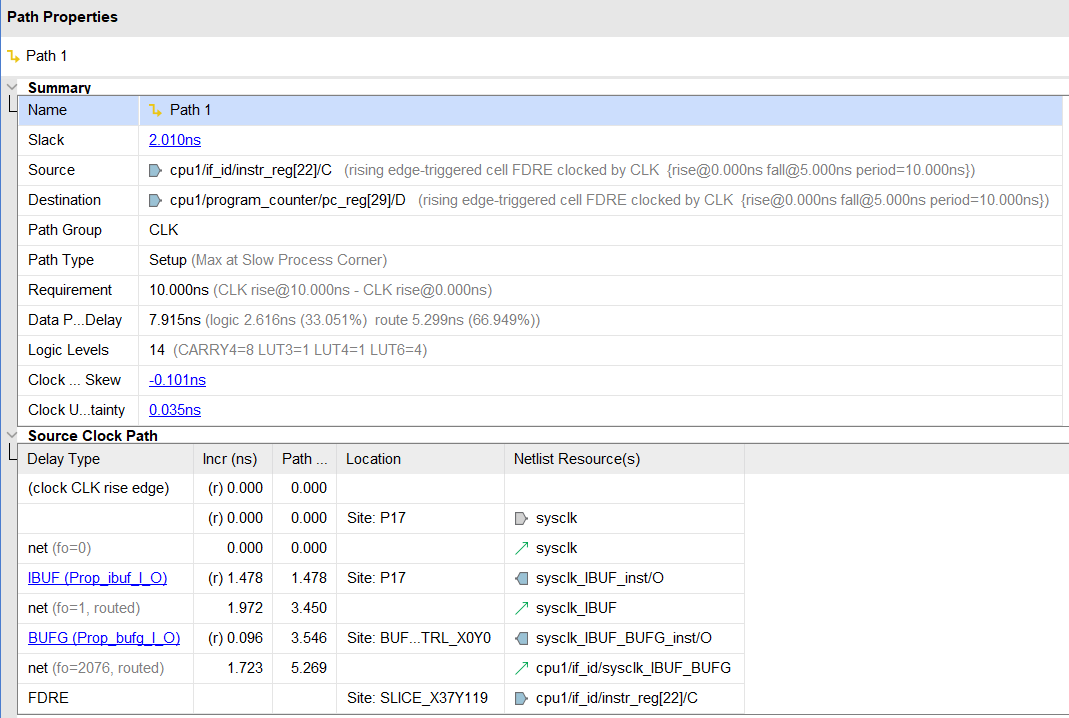 Path Properties
Path 1
Summary
Name Path 1
Slack 2.010ns
Source cpu1/if_id/instr_reg[22]/C (rising edge-triggered cell FDRE clocked by CLK {rise@0.000ns fall@5.000ns period=10.000ns})
Destination cpu1/program_counter/pc_reg[29]/D (rising edge-triggered cell FDRE clocked by CLK {rise@0.000ns fall@5.000ns period=10.000ns})
Path Group CLK
Path Type Setup (Max at Slow Process Corner)
Requirement 10.000ns (CLK rise@10.000ns - CLK rise@0.000ns)
Data P...Delay 7.915ns (logic 2.616ns (33.051%) route 5.299ns (66.949%))
Logic Levels 14 (CARRY4=8 LUT3=1 LUT4=1 LUT6=4)
Clock ... Skew -0.101ns
Clock U...tainty 0.035ns
Source Clock Path
Delay Type Incr (ns) Path ... Location Netlist Resource(s)
(clock CLK rise edge) (r) 0.000 0.000
(r) 0.000 0.000 Site: P17 sysclk
net (fo=0) 0.000 0.000 sysclk
IBUF (Prop_ibuf_I_O) (r) 1.478 1.478 Site: P17 sysclk_IBUF_inst/O
net (fo=1, routed) 1.972 3.450 sysclk_IBUF
BUFG (Prop_bufg_I_O) (r) 0.096 3.546 Site: BUF...TRL_X0Y0 sysclk_IBUF_BUFG_inst/O
net (fo=2076, routed) 1.723 5.269 cpu1/if_id/sysclk_IBUF_BUFG
FDRE Site: SLICE_X37Y119 cpu1/if_id/instr_reg[22]/C